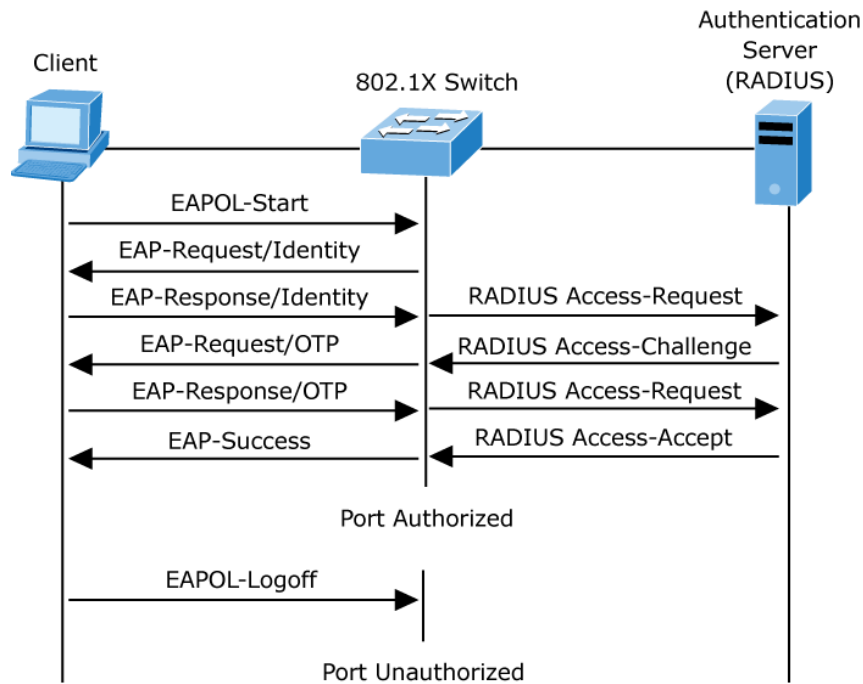 Authentication
Server
(RADIUS)
Client
802.1X Switch
EAPOL-Start
EAP-Request/Identity
EAP-Response/Identity
RADIUS Access-Request
EAP-Request/OTP
RADIUS Access-Challenge
EAP-Response/OTP
RADIUS Access-Request
EAP-Success
RADIUS Access-Accept
Port Authorized
EAPOL-Logoff
Port Unauthorized